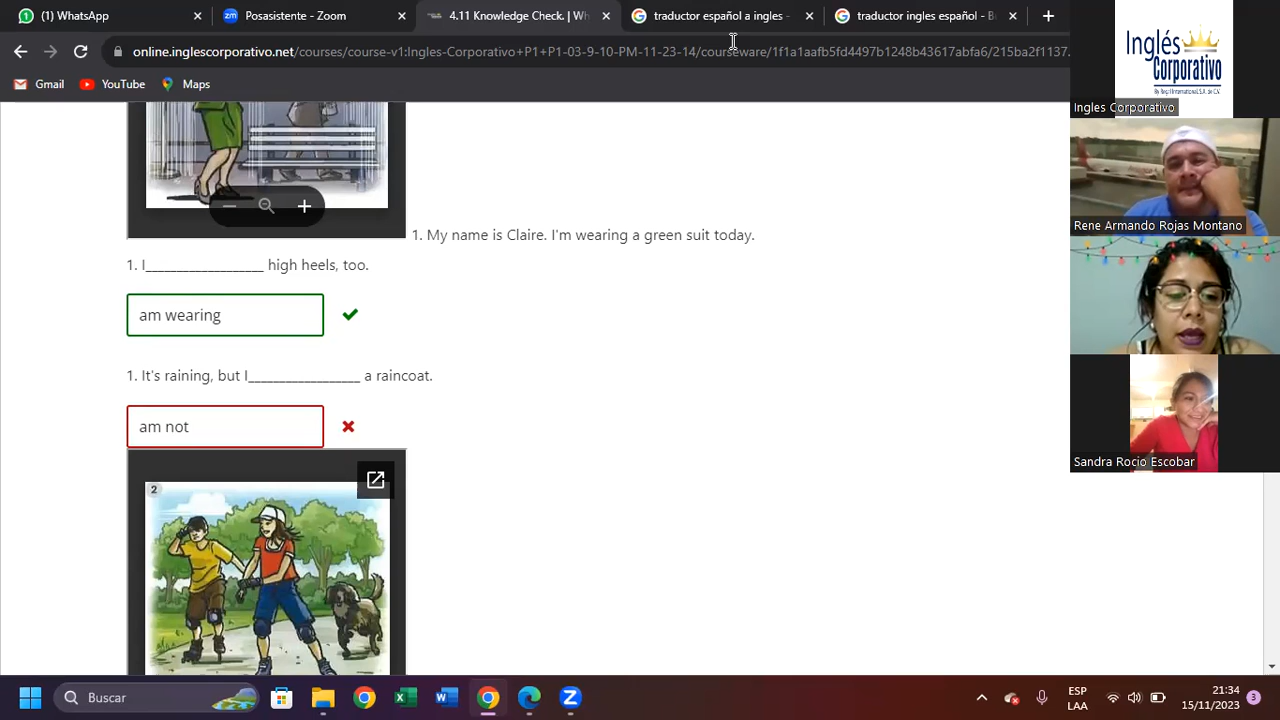 (1) WhatsApp
Posasistente - Zoom
4.11 Knowledge Check. | Wh
traductor español a ingles -
traductor ingles español - Bu
online.inglescorporativo.net/courses/course-v1:Ingles-Corporativo+P1+P1-03-9-10-PM-11-23-14/courseware/
Gmail
YouTube
Maps
Inglés
Corporativo
Ingles Corporativo
Rene Armando Rojas Montano
Sandra Rocio Escobar
1. My name is Claire. I'm wearing a green suit today.
1. I__________________ high heels, too.
am wearing
1. It's raining, but I_________________ a raincoat.
am not
2
Buscar
ESP
LAA
21:34
15/11/2023
3